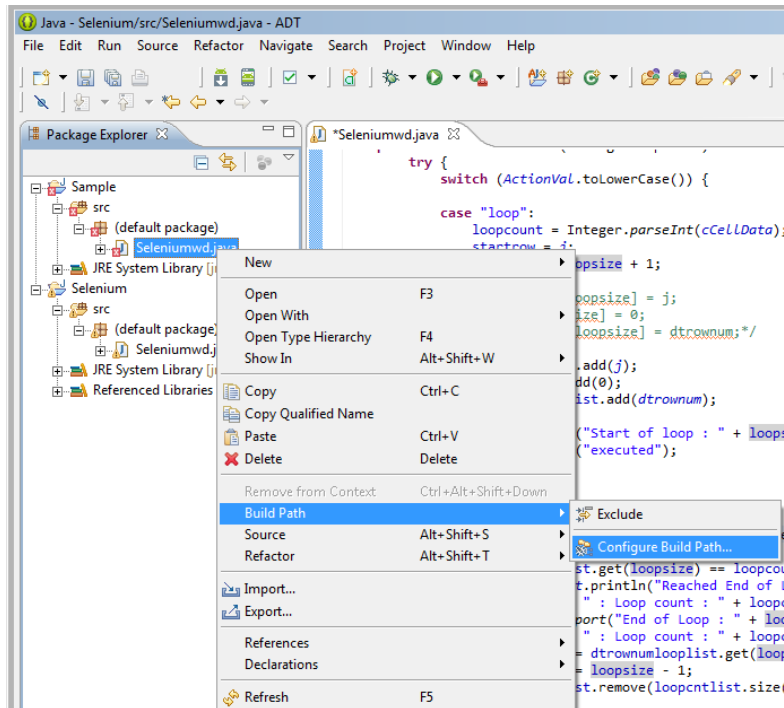 Java - Selenium/src/Seleniumwd.java - ADT
File Edit Run Source Refactor Navigate Search Project Window Help
Package Explorer
*Seleniumwd.java
Sample
src
(default package)
Seleniumwd.java
JRE System Library
Selenium
src
(default package)
Seleniumwd.j
JRE System Library
Referenced Libraries
try {
switch (ActionVal.toLowerCase()) {
case "loop":
loopcount = Integer.parseInt(cCellData);
startrow = j;
opsize + 1;
oopsize] = j;
ize] = 0;
loopsize] = dtrownum;*/
.add(j);
dd(0);
ist.add(dtrownum);
("Start of loop : " + loops
("executed");
New
Open F3
Open With
Open Type Hierarchy F4
Show In Alt+Shift+W
Copy Ctrl+C
Copy Qualified Name
Paste Ctrl+V
Delete Delete
Remove from Context Ctrl+Alt+Shift+Down
Build Path
Source Alt+Shift+S
Refactor Alt+Shift+T
Import...
Export...
References
Declarations
Refresh F5
Exclude
Configure Build Path...
st.get(loopsize) == loopcou
t.println("Reached End of L
" : Loop count : " + loopc
port("End of Loop : " + loo
" : Loop count : " + loopc
= dtrownumlooplist.get(loop
= loopsize - 1;
st.remove(loopcntlist.size(